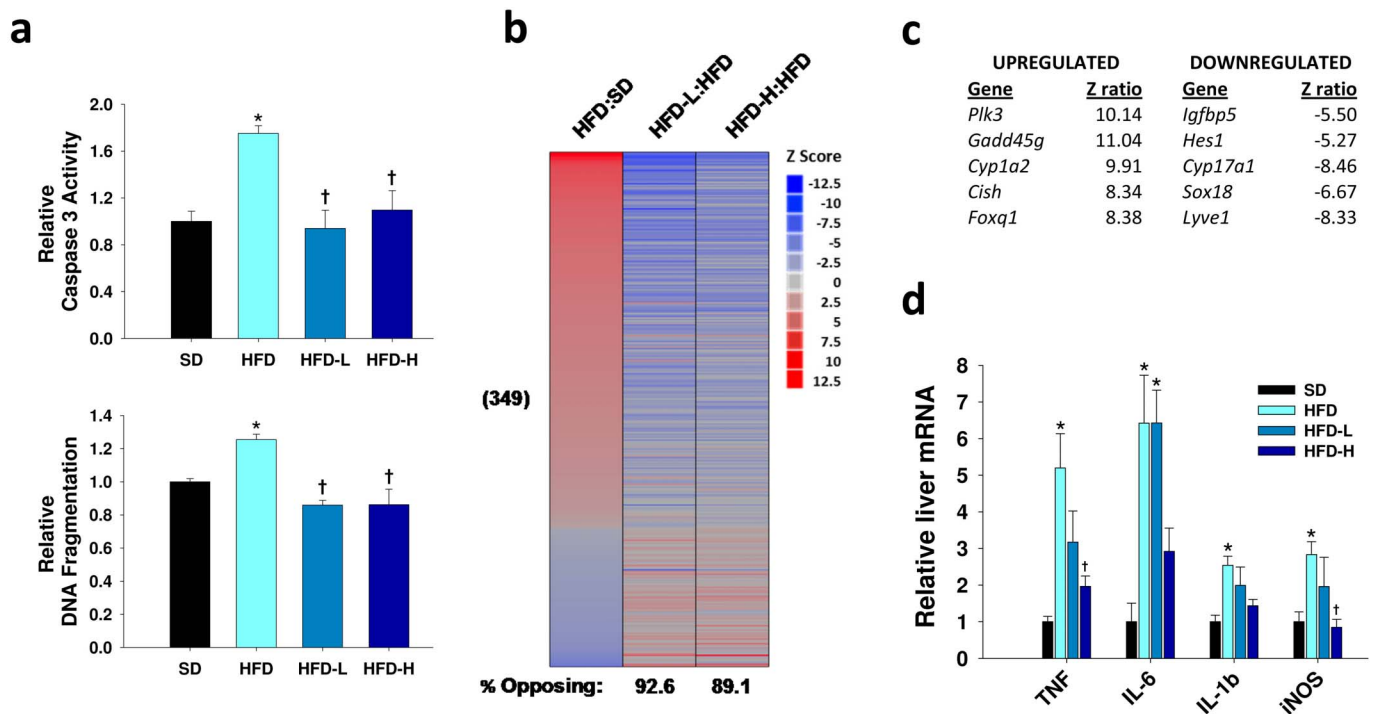 a
Relative
Caspase 3 Activity
2.0
1.6
1.2
0.8
0.4
0.0
*
†
†
SD HFD HFD-L HFD-H
Relative
DNA Fragmentation
1.4
1.2
1.0
0.8
0.6
0.4
0.2
0.0
*
†
†
SD HFD HFD-L HFD-H
b
HFD:SD
HFD-L:HFD
HFD-H:HFD
(349)
% Opposing: 92.6 89.1
Z Score
-12.5
-10
-7.5
-5
-2.5
0
2.5
5
7.5
10
12.5
c
UPREGULATED DOWNREGULATED
Gene Z ratio Gene Z ratio
Plk3 10.14 Igfbp5 -5.50
Gadd45g 11.04 Hes1 -5.27
Cyp1a2 9.91 Cyp17a1 -8.46
Cish 8.34 Sox18 -6.67
Foxq1 8.38 Lyve1 -8.33
d
Relative liver mRNA
8
7
6
5
4
3
2
1
0
* † * * * * †
SD
HFD
HFD-L
HFD-H
TNF IL-6 IL-1b iNOS